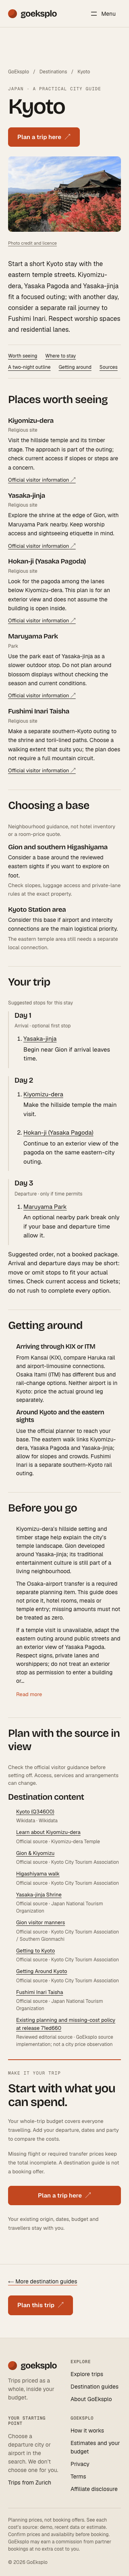 goeksplo
Menu
GoEksplo / Destinations / Kyoto
JAPAN · A PRACTICAL CITY GUIDE
Kyoto
Plan a trip here ↗
Photo credit and licence
Start a short Kyoto stay with the
eastern temple streets. Kiyomizu-
dera, Yasaka Pagoda and Yasaka-jinja
fit a focused outing; with another day,
consider a separate rail journey to
Fushimi Inari. Respect worship spaces
and residential lanes.
Worth seeing
Where to stay
A two-night outline
Getting around
Sources
Places worth seeing
Kiyomizu-dera
Religious site
Visit the hillside temple and its timber
stage. The approach is part of the outing;
check current access if slopes or steps are
a concern.
Official visitor information ↗
Yasaka-jinja
Religious site
Explore the shrine at the edge of Gion, with
Maruyama Park nearby. Keep worship
access and sightseeing etiquette in mind.
Official visitor information ↗
Hokan-ji (Yasaka Pagoda)
Religious site
Look for the pagoda among the lanes
below Kiyomizu-dera. This plan is for an
exterior view and does not assume the
building is open inside.
Official visitor information ↗
Maruyama Park
Park
Use the park east of Yasaka-jinja as a
slower outdoor stop. Do not plan around
blossom displays without checking the
season and current conditions.
Official visitor information ↗
Fushimi Inari Taisha
Religious site
Make a separate southern-Kyoto outing to
the shrine and torii-lined paths. Choose a
walking extent that suits you; the plan does
not require a full mountain circuit.
Official visitor information ↗
Choosing a base
Neighbourhood guidance, not hotel inventory
or a room-price quote.
Gion and southern Higashiyama
Consider a base around the reviewed
eastern sights if you want to explore on
foot.
Check slopes, luggage access and private-lane
rules at the exact property.
Kyoto Station area
Consider this base if airport and intercity
connections are the main logistical priority.
The eastern temple area still needs a separate
local connection.
Your trip
Suggested stops for this stay
Day 1
Arrival · optional first stop
1. Yasaka-jinja
Begin near Gion if arrival leaves
time.
Day 2
1. Kiyomizu-dera
Make the hillside temple the main
visit.
2. Hokan-ji (Yasaka Pagoda)
Continue to an exterior view of the
pagoda on the same eastern-city
outing.
Day 3
Departure · only if time permits
1. Maruyama Park
An optional nearby park break only
if your base and departure time
allow it.
Suggested order, not a booked package.
Arrival and departure days may be short:
move or omit stops to fit your actual
times. Check current access and tickets;
do not rush to complete every option.
Getting around
Arriving through KIX or ITM
From Kansai (KIX), compare Haruka rail
and airport-limousine conditions.
Osaka Itami (ITM) has different bus and
rail-change options. Neither airport is in
Kyoto: price the actual ground leg
separately.
Around Kyoto and the eastern
sights
Use the official planner to reach your
area. The eastern walk links Kiyomizu-
dera, Yasaka Pagoda and Yasaka-jinja;
allow for slopes and crowds. Fushimi
Inari is a separate southern-Kyoto rail
outing.
Before you go
Kiyomizu-dera's hillside setting and
timber stage help explain the city's
temple landscape. Gion developed
around Yasaka-jinja; its traditional
entertainment culture is still part of a
living neighbourhood.
The Osaka-airport transfer is a required
separate payment item. This guide does
not price it, hotel rooms, meals or
temple entry; missing amounts must not
be treated as zero.
If a temple visit is unavailable, adapt the
eastern outing around public streets and
an exterior view of Yasaka Pagoda.
Respect signs, private lanes and
worshippers; do not treat an exterior
stop as permission to enter a building
or...
Read more
Plan with the source in
view
Check the official visitor guidance before
setting off. Access, services and arrangements
can change.
Destination content
Kyoto (Q34600)
Wikidata · Wikidata
Learn about Kiyomizu-dera
Official source · Kiyomizu-dera Temple
Gion & Kiyomizu
Official source · Kyoto City Tourism Association
Higashiyama walk
Official source · Kyoto City Tourism Association
Yasaka-jinja Shrine
Official source · Japan National Tourism
Organization
Gion visitor manners
Official source · Kyoto City Tourism Association
Getting to Kyoto
Official source · Kyoto City Tourism Association
Getting Around Kyoto
Official source · Kyoto City Tourism Association
Fushimi Inari Taisha
Official source · Japan National Tourism
Organization
Existing planning and missing-cost policy
Reviewed editorial source · GoEksplo source
implementation; not a city price observation
MAKE IT YOUR TRIP
Start with what you
can spend.
Your whole-trip budget covers everyone
travelling. Add your departure, dates and party
to compare the costs.
Missing flight or required transfer prices keep
the total incomplete. A destination guide is not
a booking offer.
Plan a trip here ↗
Your existing origin, dates, budget and
travellers stay with you.
← More destination guides
Plan this trip ↗
goeksplo
Trips priced as a
whole, inside your
budget.
EXPLORE
Explore trips
Destination guides
About GoEksplo
YOUR STARTING
POINT
Choose a
departure city or
airport in the
search. We don't
choose one for you.
Trips from Zurich
GOEKSPLO
How it works
Estimates and your
budget
Privacy
Terms
Affiliate disclosure
Planning prices, not booking offers. See each
cost's source: demo, recent data or estimate.
Confirm prices and availability before booking.
GoEksplo may earn a commission from partner
bookings at no extra cost to you.
© 2026 GoEksplo